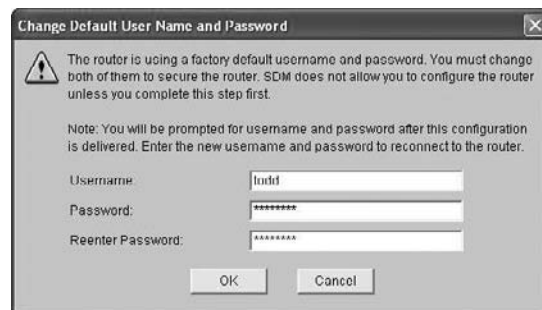 Change Default User Name and Password
The router is using a factory default username and password. You must change
both of them to secure the router. SDM does not allow you to configure the router
unless you complete this step first.
Note: You will be prompted for username and password after this configuration
is delivered. Enter the new username and password to reconnect to the router.
Username: todd
Password: ********
Reenter Password: ********
OK Cancel